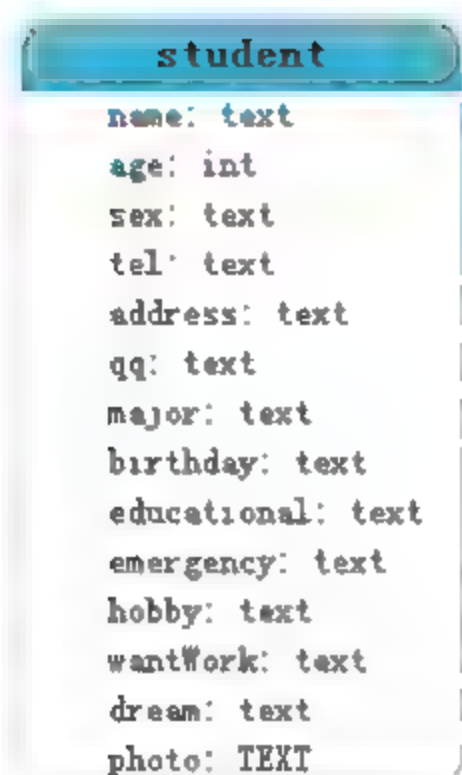 student
name: text
age: int
sex: text
tel: text
address: text
qq: text
major: text
birthday: text
educational: text
emergency: text
hobby: text
wantWork: text
dream: text
photo: TEXT